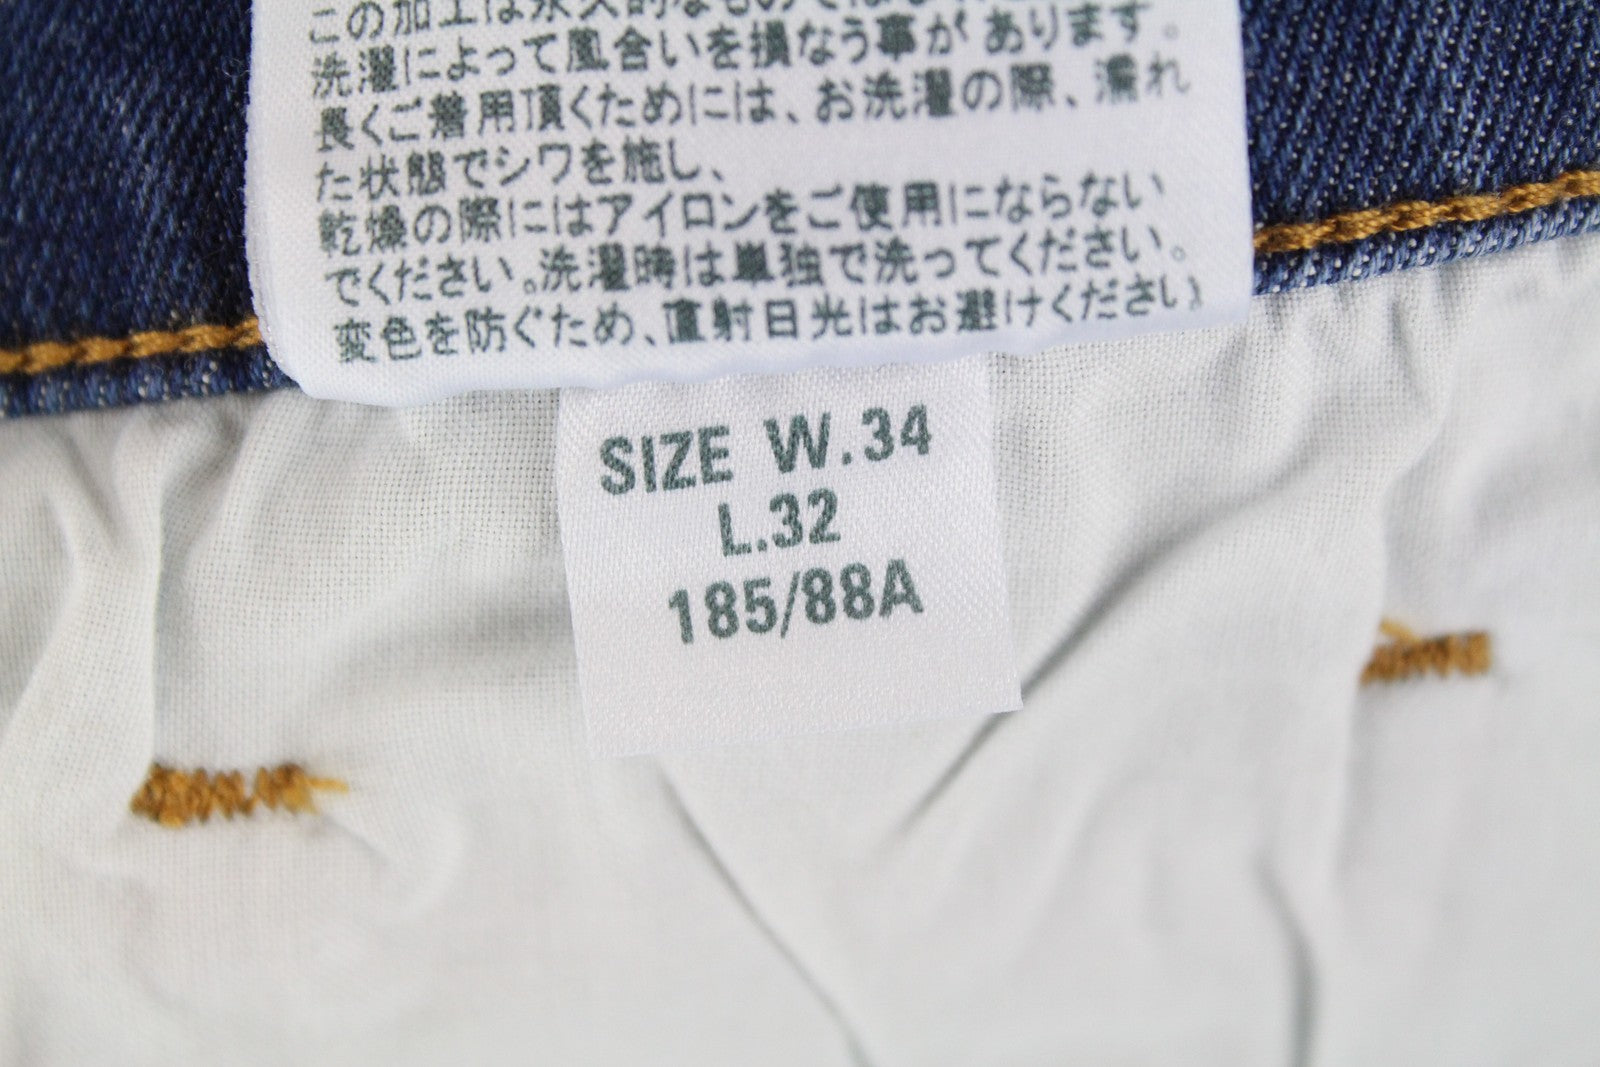 この加工は永久的なものではなく
洗濯によって風合いを損なう事があります。
長くご着用頂くためには、お洗濯の際、濡れ
た状態でシワを施し、
乾燥の際にはアイロンをご使用にならない
でください。洗濯時は単独で洗ってください。
変色を防ぐため、直射日光はお避けください
SIZE W.34
L.32
185/88A